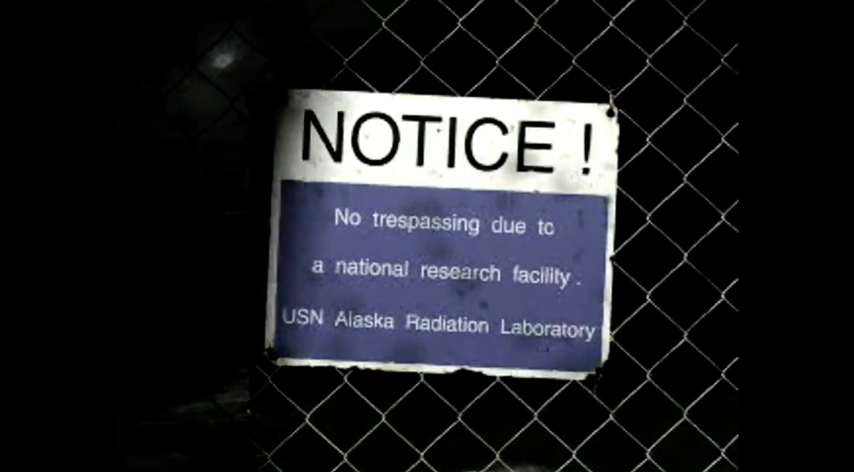 NOTICE !
No trespassing due to
a national research facility .
USN Alaska Radiation Laboratory